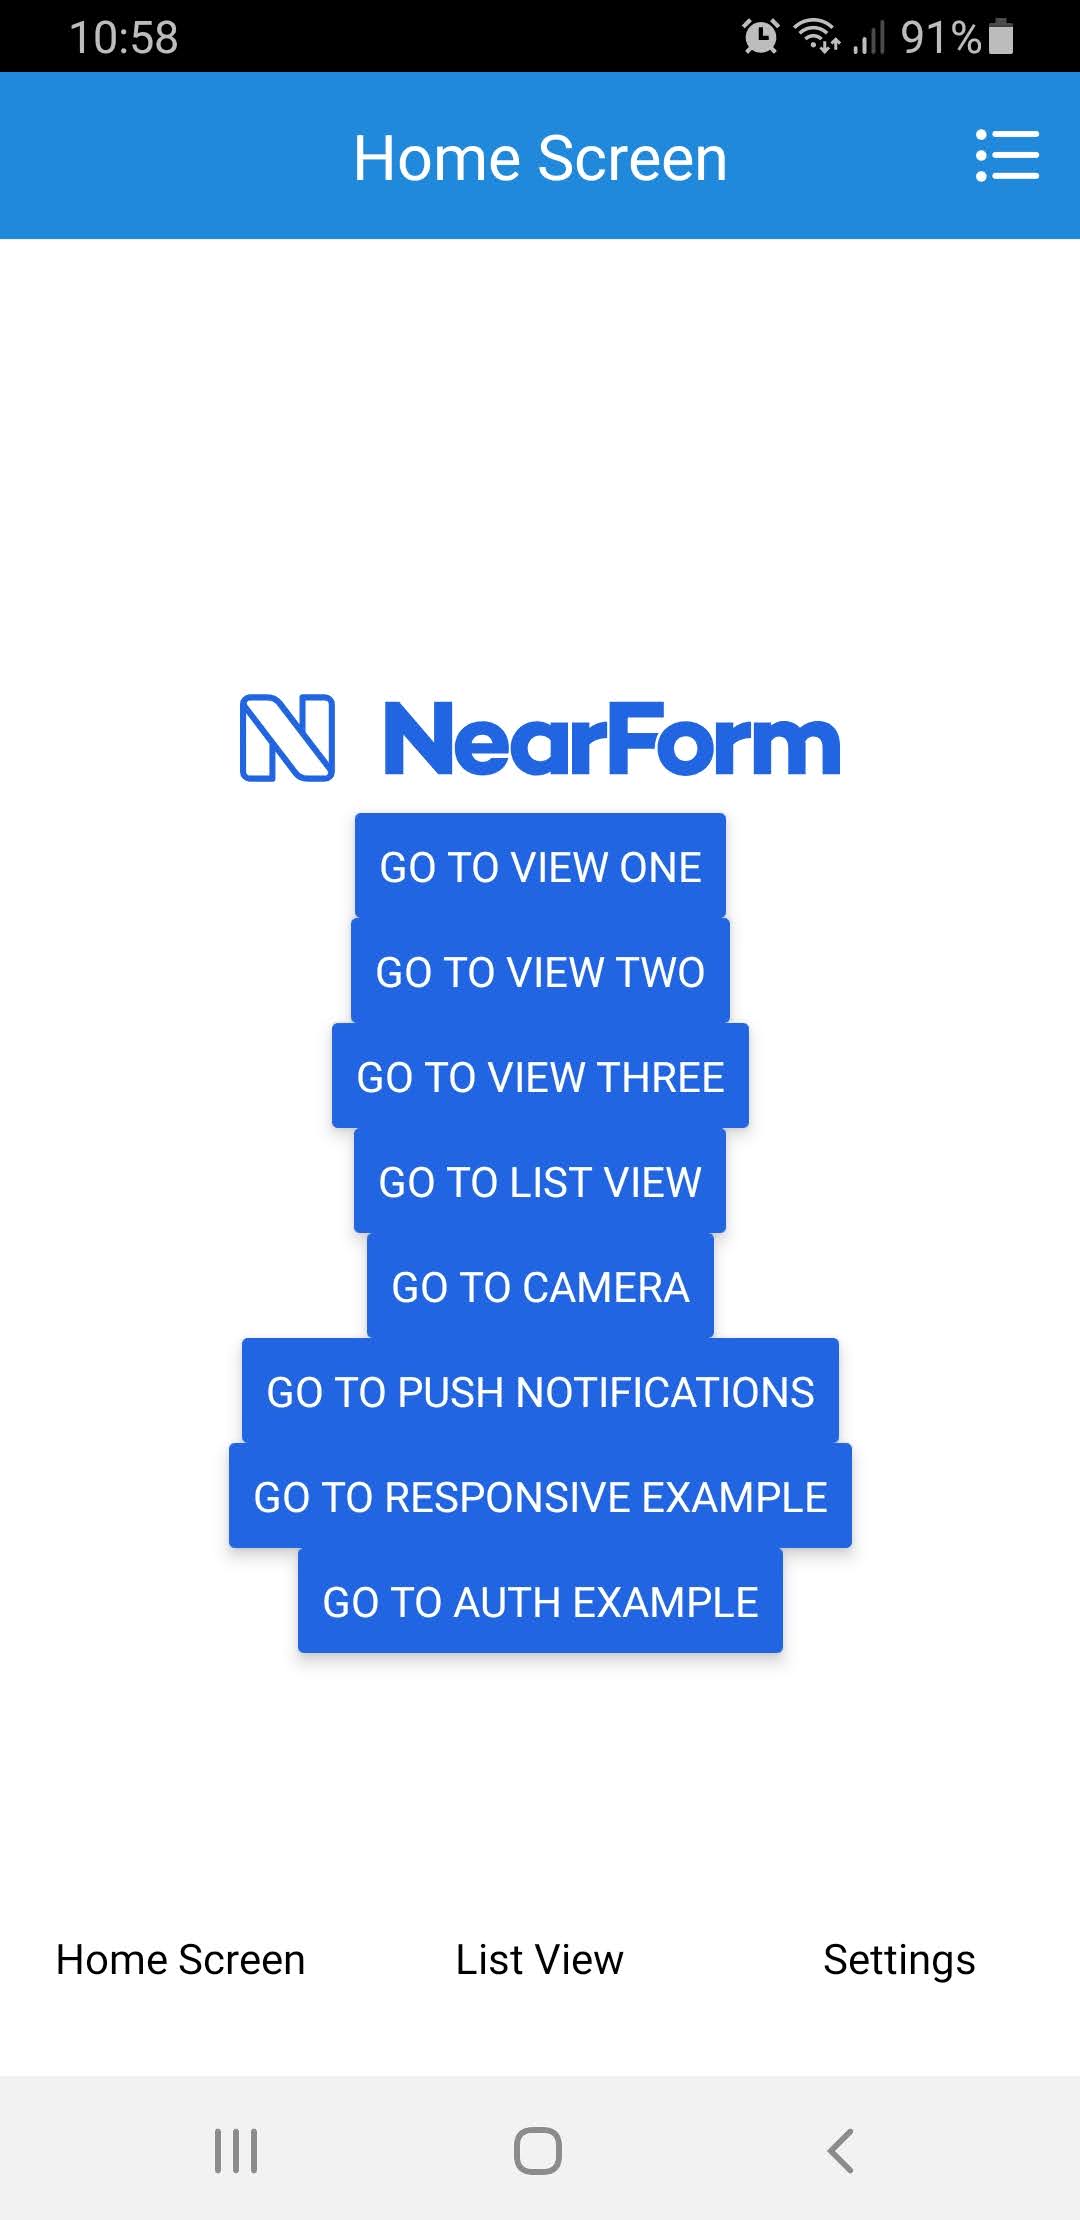 10:58
91%
Home Screen
NearForm
GO TO VIEW ONE
GO TO VIEW TWO
GO TO VIEW THREE
GO TO LIST VIEW
GO TO CAMERA
GO TO PUSH NOTIFICATIONS
GO TO RESPONSIVE EXAMPLE
GO TO AUTH EXAMPLE
Home Screen
List View
Settings